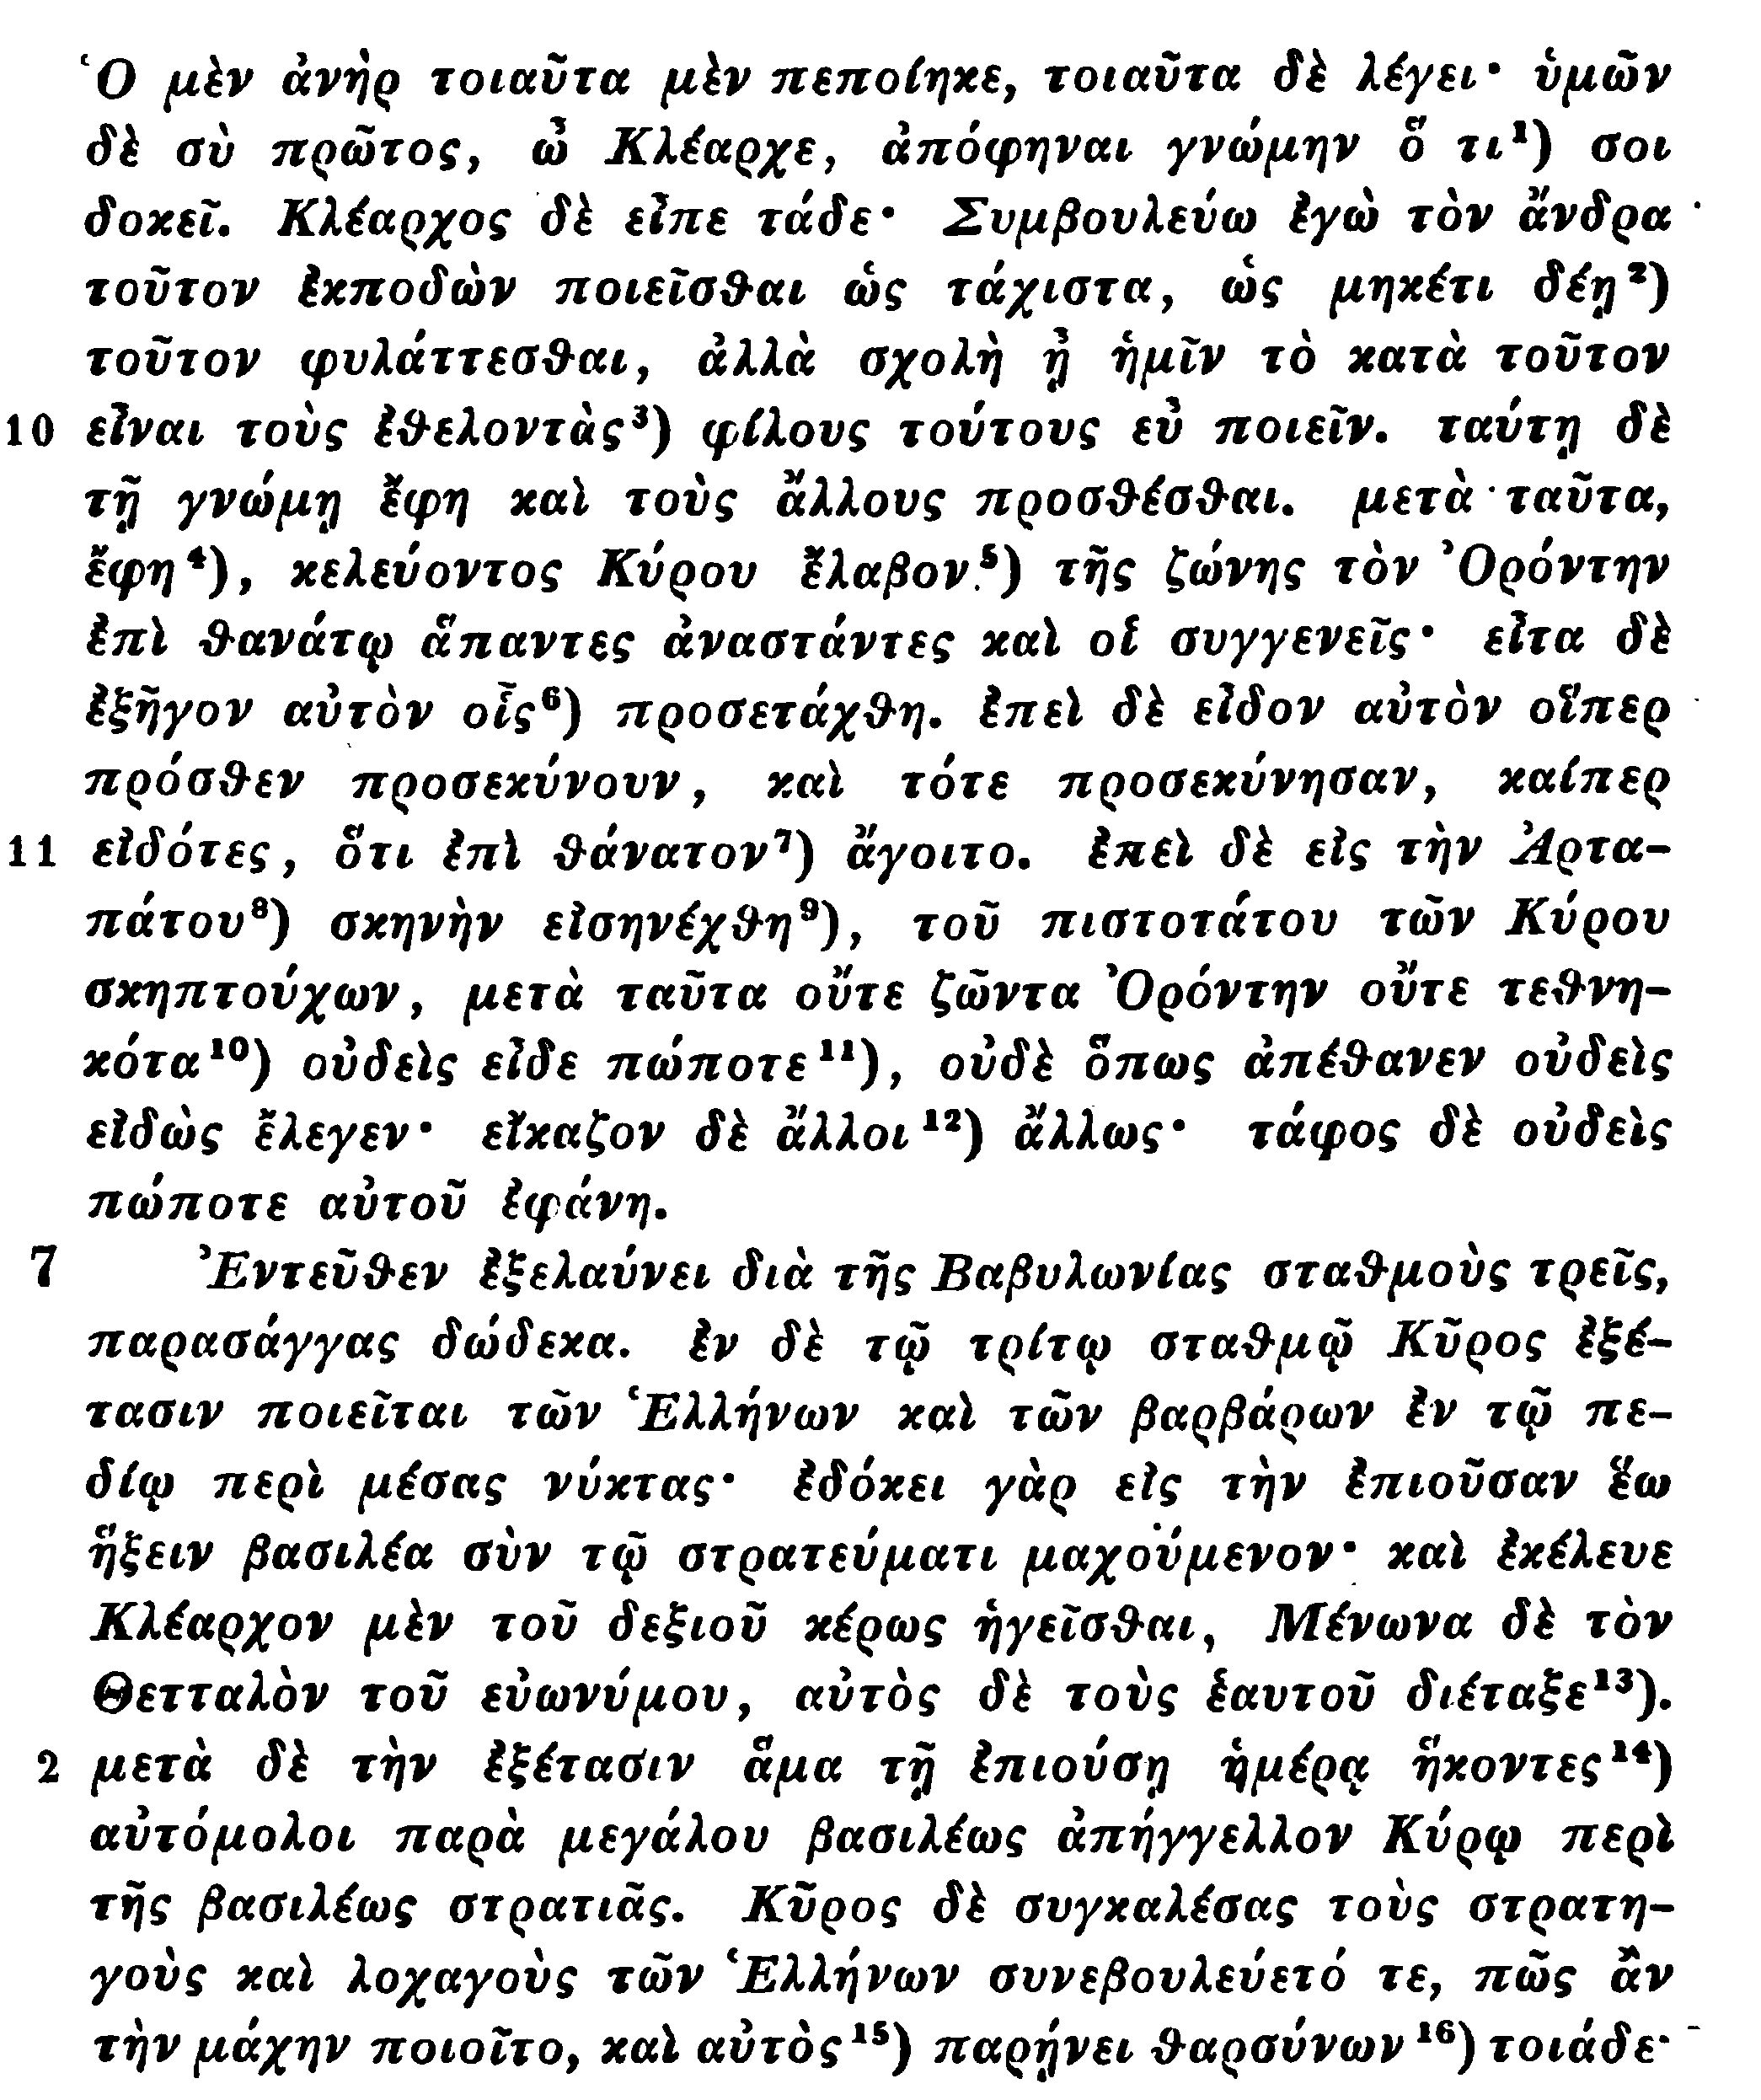 Ὁ μὲν ἀνὴρ τοιαῦτα μὲν πεποίηκε, τοιαῦτα δὲ λέγει· ὑμῶν
δὲ σὺ πρῶτος, ὦ Κλέαρχε, ἀπόφηναι γνώμην ὅ τι¹) σοι
δοκεῖ. Κλέαρχος δὲ εἶπε τάδε· Συμβουλεύω ἐγὼ τὸν ἄνδρα
τοῦτον ἐκποδὼν ποιεῖσθαι ὡς τάχιστα, ὡς μηκέτι δέῃ²)
τοῦτον φυλάττεσθαι, ἀλλὰ σχολὴ ᾖ ἡμῖν τὸ κατὰ τοῦτον
10 εἶναι τοὺς ἐθελοντὰς³) φίλους τούτους εὖ ποιεῖν. ταύτῃ δὲ
τῇ γνώμῃ ἔφη καὶ τοὺς ἄλλους προσθέσθαι. μετὰ ταῦτα,
ἔφη⁴), κελεύοντος Κύρου ἔλαβον⁵) τῆς ζώνης τὸν Ὀρόντην
ἐπὶ θανάτῳ ἅπαντες ἀναστάντες καὶ οἱ συγγενεῖς· εἶτα δὲ
ἐξῆγον αὐτὸν οἷς⁶) προσετάχθη. ἐπεὶ δὲ εἶδον αὐτὸν οἵπερ
πρόσθεν προσεκύνουν, καὶ τότε προσεκύνησαν, καίπερ
11 εἰδότες, ὅτι ἐπὶ θάνατον⁷) ἄγοιτο. ἐπεὶ δὲ εἰς τὴν Ἀρτα-
πάτου⁸) σκηνὴν εἰσηνέχθη⁹), τοῦ πιστοτάτου τῶν Κύρου
σκηπτούχων, μετὰ ταῦτα οὔτε ζῶντα Ὀρόντην οὔτε τεθνη-
κότα¹⁰) οὐδεὶς εἶδε πώποτε¹¹), οὐδὲ ὅπως ἀπέθανεν οὐδεὶς
εἰδὼς ἔλεγεν· εἴκαζον δὲ ἄλλοι¹²) ἄλλως· τάφος δὲ οὐδεὶς
πώποτε αὐτοῦ ἐφάνη.
7 Ἐντεῦθεν ἐξελαύνει διὰ τῆς Βαβυλωνίας σταθμοὺς τρεῖς,
παρασάγγας δώδεκα. ἐν δὲ τῷ τρίτῳ σταθμῷ Κῦρος ἐξέ-
τασιν ποιεῖται τῶν Ἑλλήνων καὶ τῶν βαρβάρων ἐν τῷ πε-
δίῳ περὶ μέσας νύκτας· ἐδόκει γὰρ εἰς τὴν ἐπιοῦσαν ἕω
ἥξειν βασιλέα σὺν τῷ στρατεύματι μαχούμενον· καὶ ἐκέλευε
Κλέαρχον μὲν τοῦ δεξιοῦ κέρως ἡγεῖσθαι, Μένωνα δὲ τὸν
Θετταλὸν τοῦ εὐωνύμου, αὐτὸς δὲ τοὺς ἑαυτοῦ διέταξε¹³).
2 μετὰ δὲ τὴν ἐξέτασιν ἅμα τῇ ἐπιούσῃ ἡμέρᾳ ἥκοντες¹⁴)
αὐτόμολοι παρὰ μεγάλου βασιλέως ἀπήγγελλον Κύρῳ περὶ
τῆς βασιλέως στρατιᾶς. Κῦρος δὲ συγκαλέσας τοὺς στρατη-
γοὺς καὶ λοχαγοὺς τῶν Ἑλλήνων συνεβουλεύετό τε, πῶς ἂν
τὴν μάχην ποιοῖτο, καὶ αὐτὸς¹⁵) παρῄνει θαρσύνων¹⁶) τοιάδε·